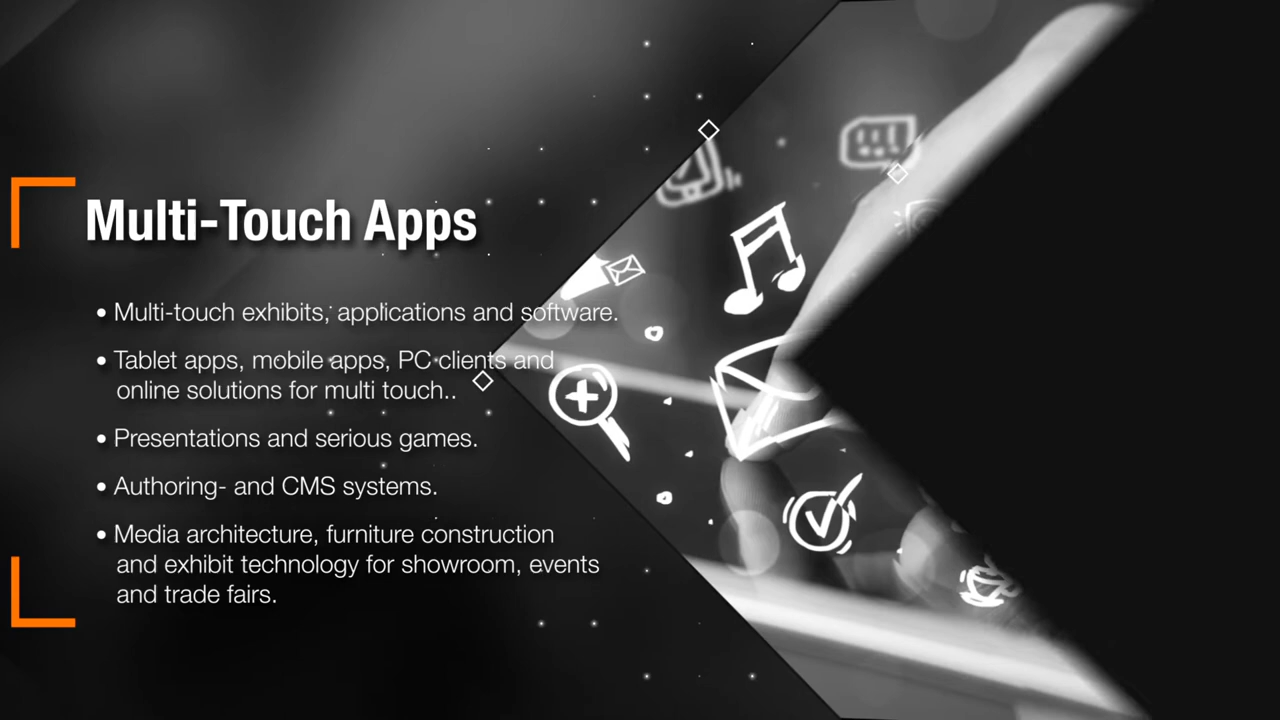 Multi-Touch Apps
• Multi-touch exhibits, applications and software.
• Tablet apps, mobile apps, PC clients and
online solutions for multi touch..
• Presentations and serious games.
• Authoring- and CMS systems.
• Media architecture, furniture construction
and exhibit technology for showroom, events
and trade fairs.